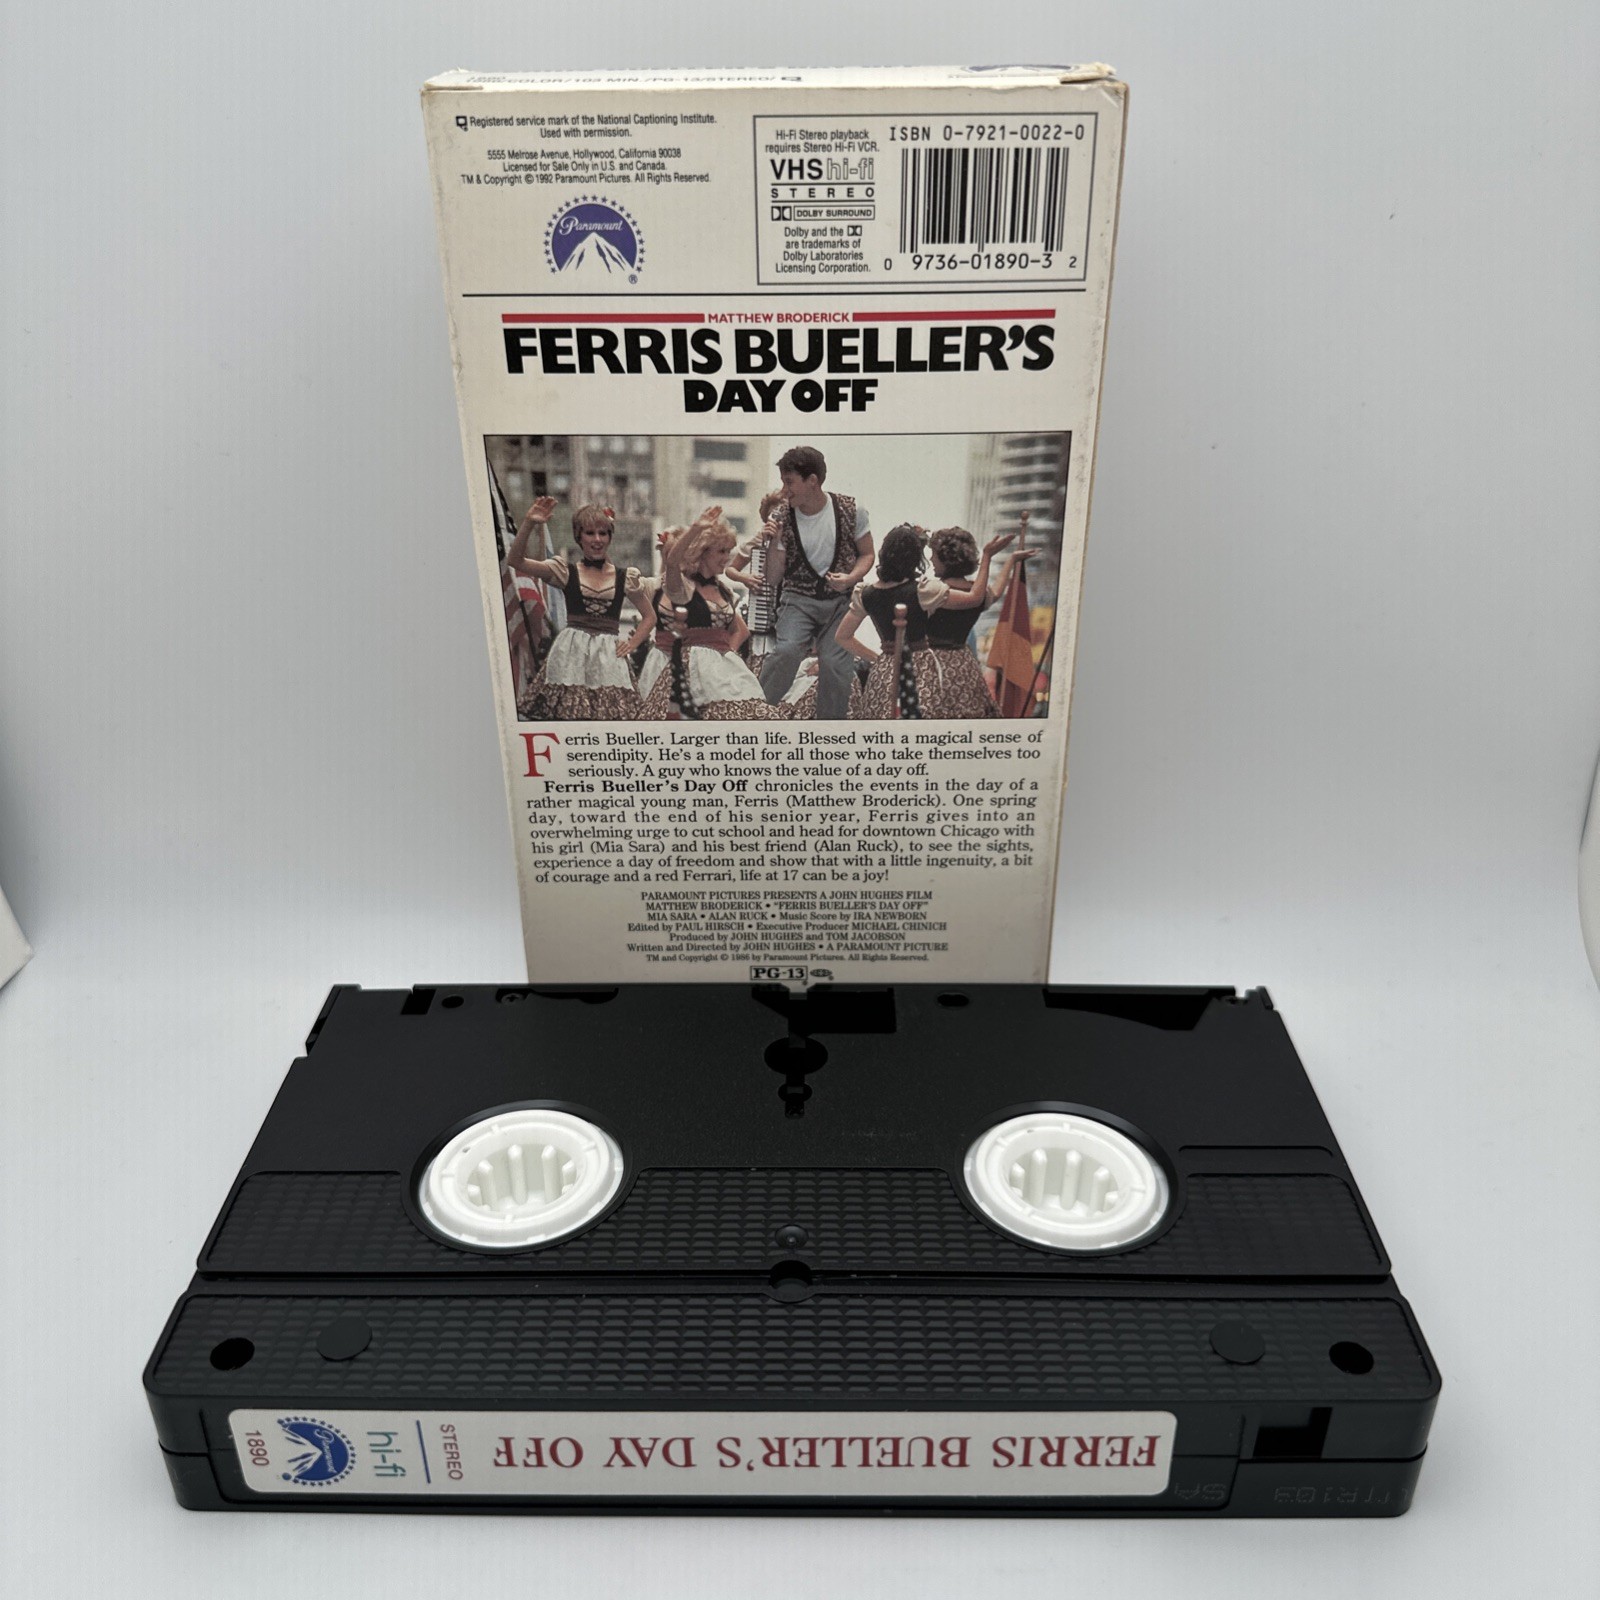 1986/COLOR/103 MIN./PG-13/STEREO/
Registered service mark of the National Captioning Institute.
Used with permission.
5555 Melrose Avenue, Hollywood, California 90038
Licensed for Sale Only in U.S. and Canada.
TM & Copyright © 1992 Paramount Pictures. All Rights Reserved.
Paramount
®
Hi-Fi Stereo playback
requires Stereo Hi-Fi VCR.
VHS hi-fi
STEREO
DOLBY SURROUND
Dolby and the
are trademarks of
Dolby Laboratories
Licensing Corporation.
ISBN 0-7921-0022-0
0 9736-01890-3 2
MATTHEW BRODERICK
FERRIS BUELLER'S
DAY OFF
Ferris Bueller. Larger than life. Blessed with a magical sense of
serendipity. He's a model for all those who take themselves too
seriously. A guy who knows the value of a day off.
Ferris Bueller's Day Off chronicles the events in the day of a
rather magical young man, Ferris (Matthew Broderick). One spring
day, toward the end of his senior year, Ferris gives into an
overwhelming urge to cut school and head for downtown Chicago with
his girl (Mia Sara) and his best friend (Alan Ruck), to see the sights,
experience a day of freedom and show that with a little ingenuity, a bit
of courage and a red Ferrari, life at 17 can be a joy!
PARAMOUNT PICTURES PRESENTS A JOHN HUGHES FILM
MATTHEW BRODERICK • "FERRIS BUELLER'S DAY OFF"
MIA SARA • ALAN RUCK • Music Score by IRA NEWBORN
Edited by PAUL HIRSCH • Executive Producer MICHAEL CHINICH
Produced by JOHN HUGHES and TOM JACOBSON
Written and Directed by JOHN HUGHES • A PARAMOUNT PICTURE
TM and Copyright © 1986 by Paramount Pictures. All Rights Reserved.
PG-13
FERRIS BUELLER'S DAY OFF
STEREO
hi-fi
Paramount
1890